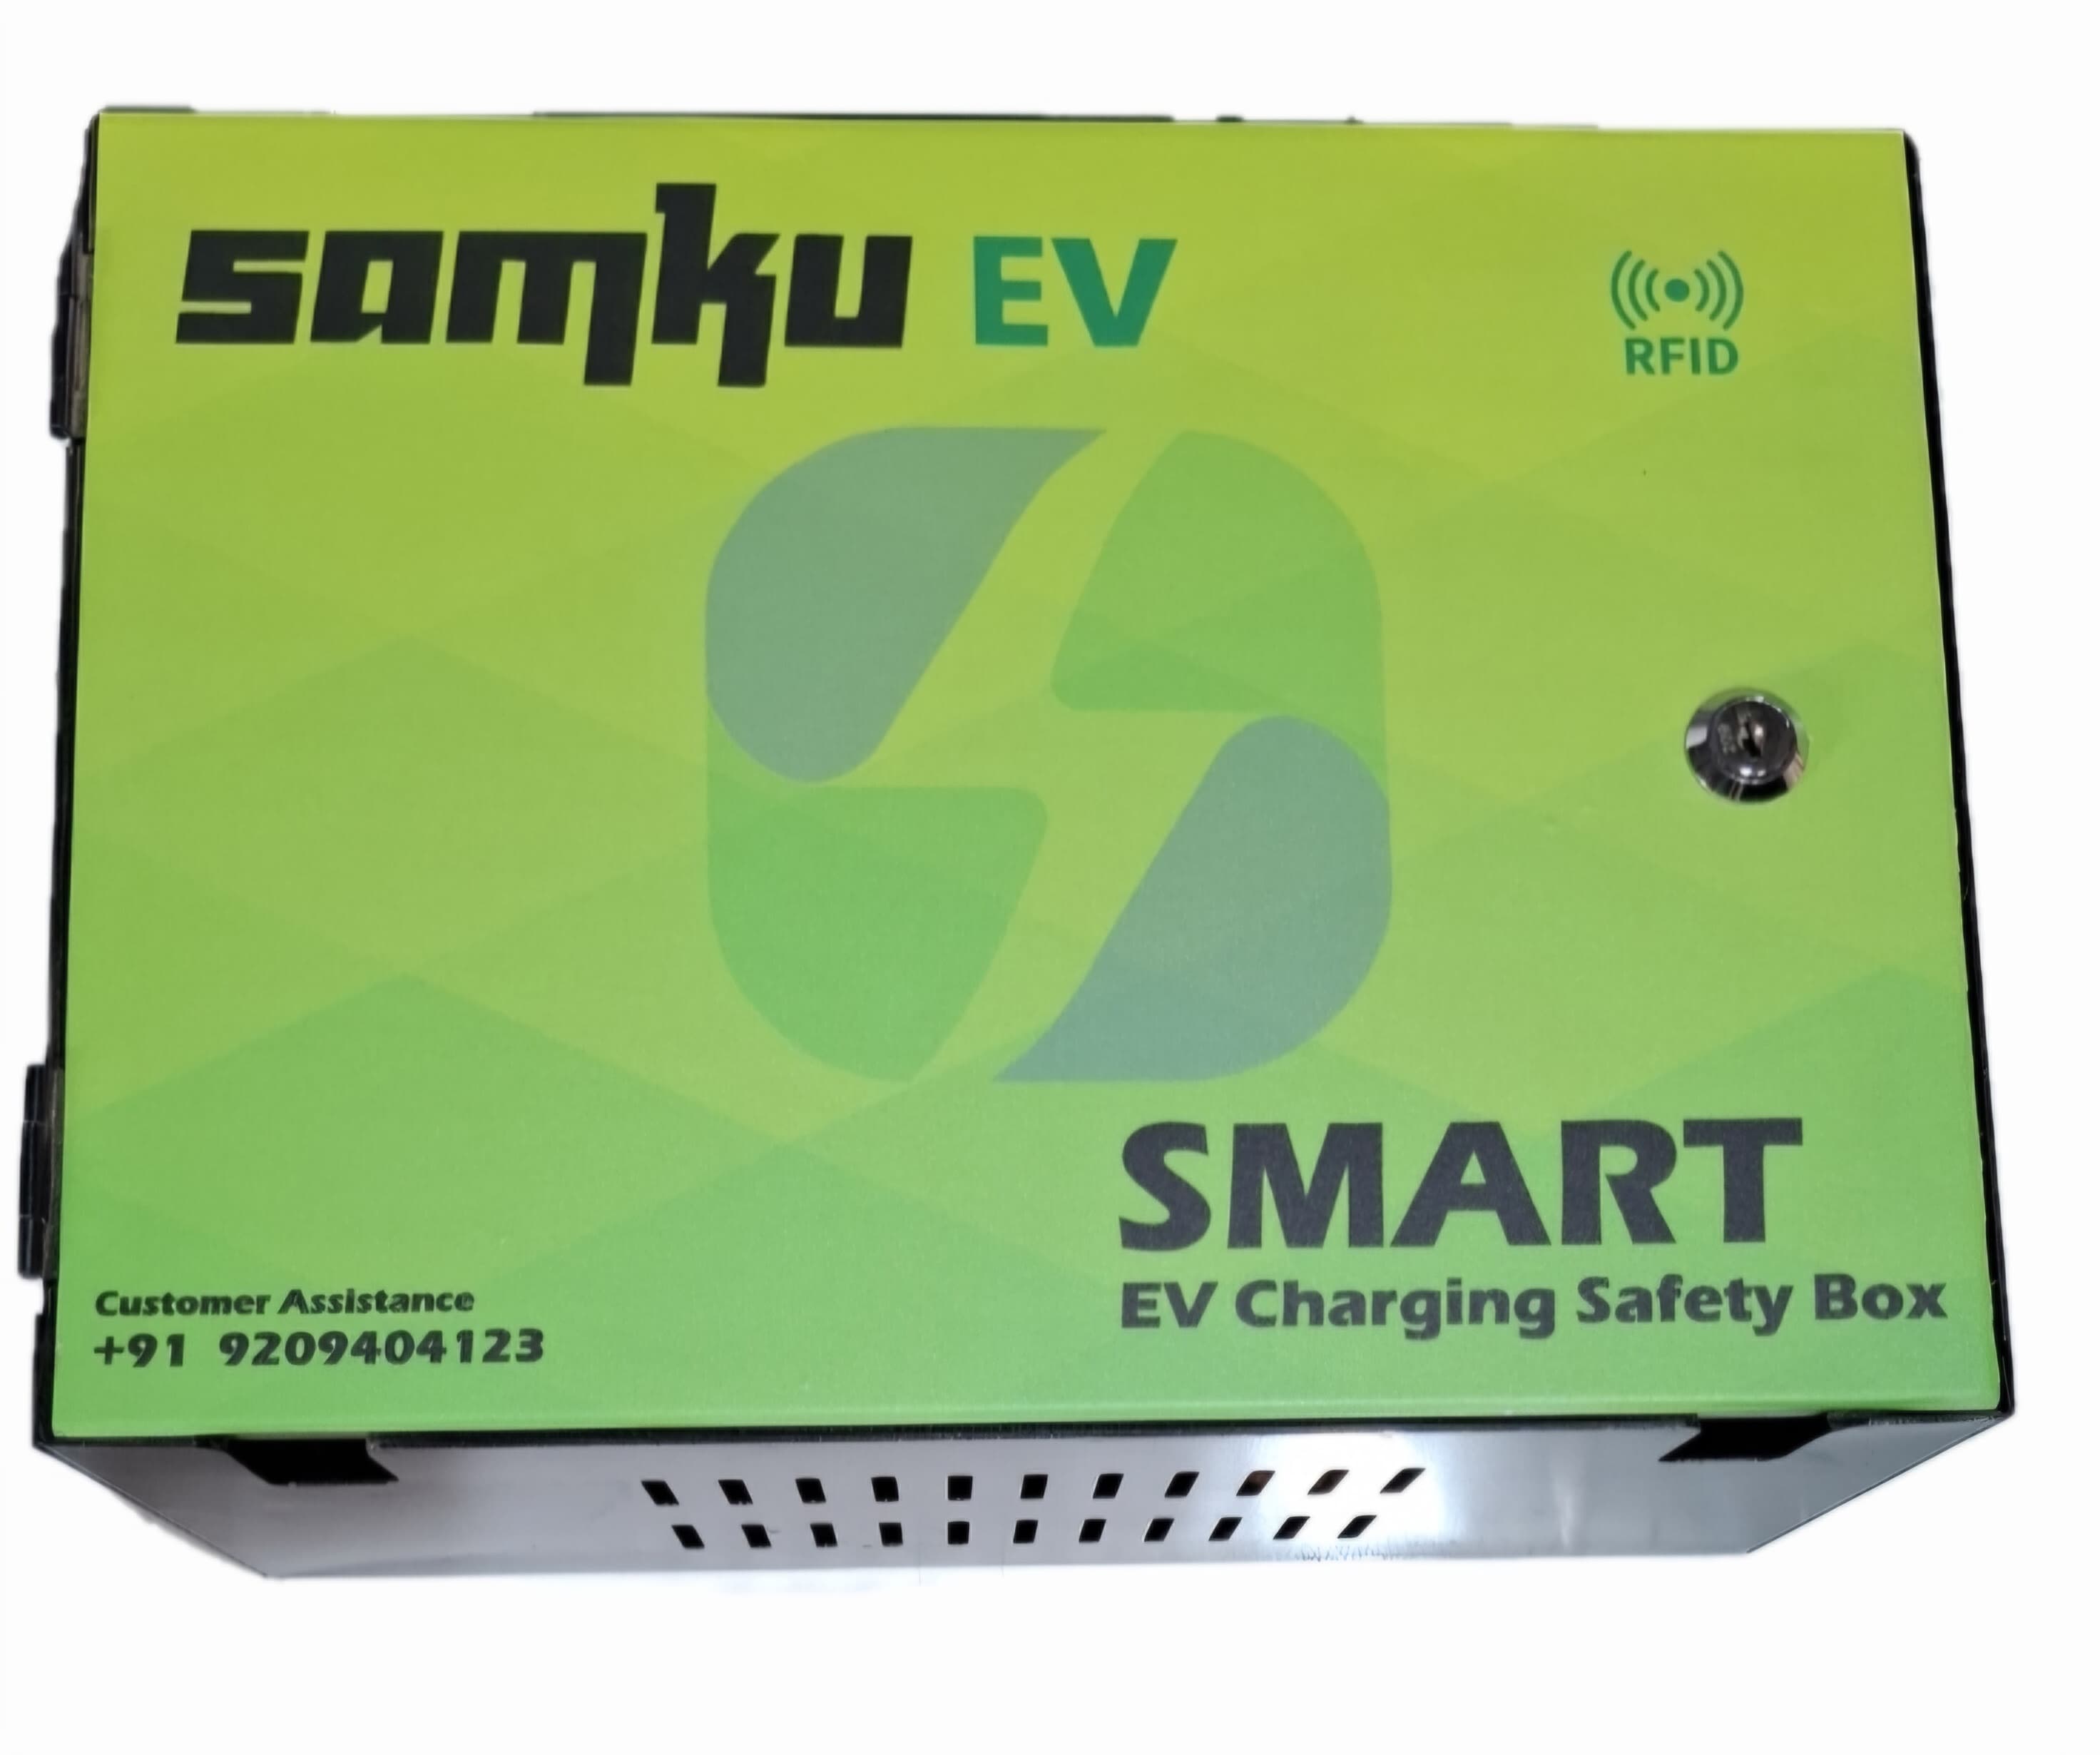 samku EV
RFID
SMART
EV Charging Safety Box
Customer Assistance
+91 9209404123